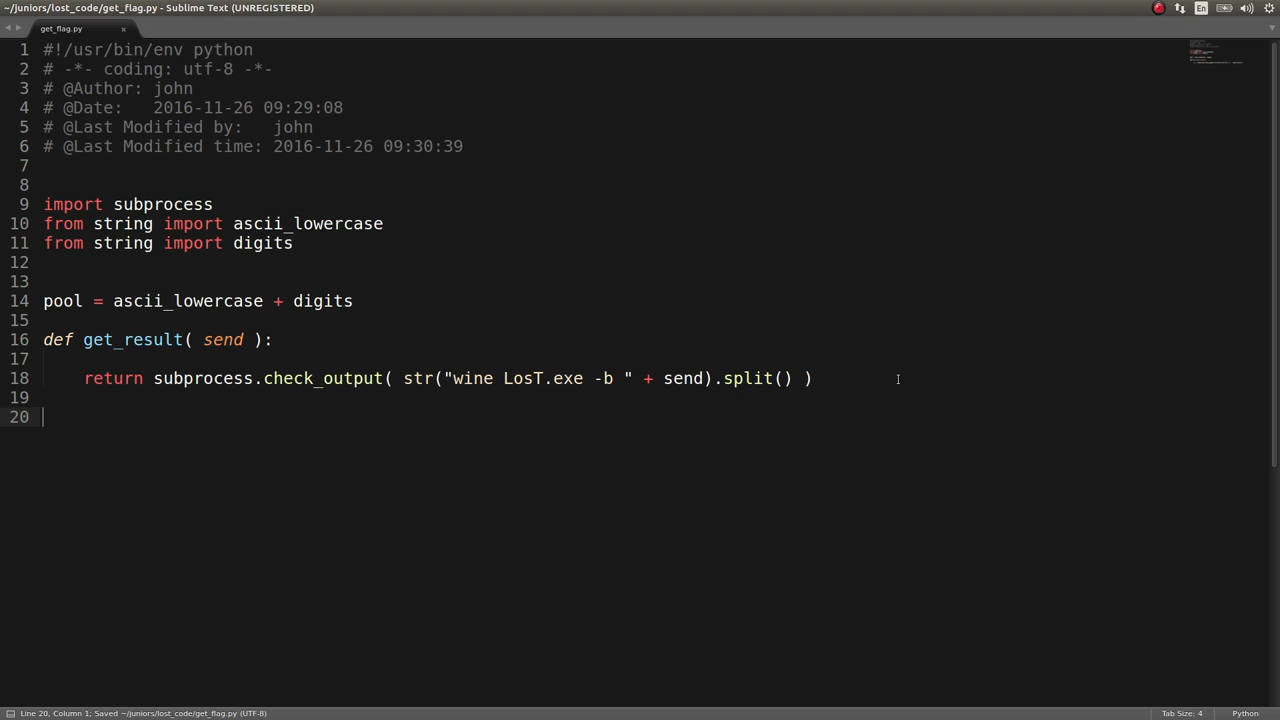 ~/juniors/lost_code/get_flag.py - Sublime Text (UNREGISTERED)
En
get_flag.py ×
1 #!/usr/bin/env python
2 # -*- coding: utf-8 -*-
3 # @Author: john
4 # @Date:   2016-11-26 09:29:08
5 # @Last Modified by:   john
6 # @Last Modified time: 2016-11-26 09:30:39
7
8
9 import subprocess
10 from string import ascii_lowercase
11 from string import digits
12
13
14 pool = ascii_lowercase + digits
15
16 def get_result( send ):
17
18     return subprocess.check_output( str("wine LosT.exe -b " + send).split() )
19
20
Line 20, Column 1; Saved ~/juniors/lost_code/get_flag.py (UTF-8)
Tab Size: 4
Python